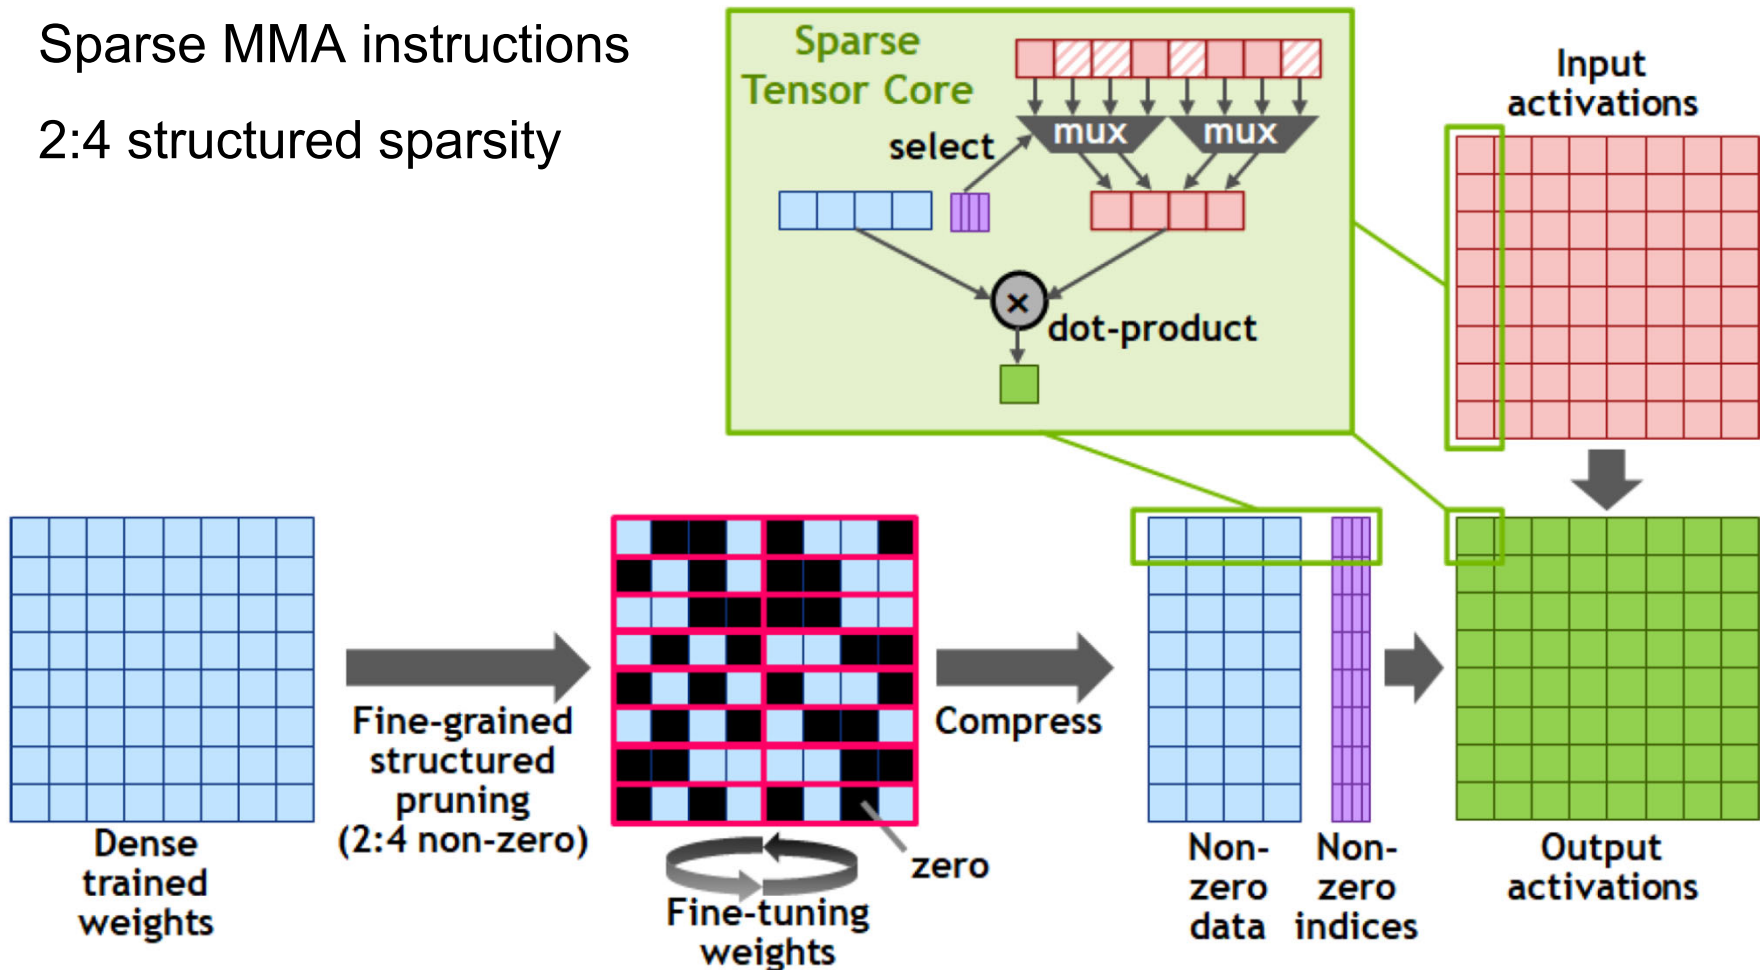 Sparse MMA instructions
2:4 structured sparsity
Sparse
Tensor Core
select
mux
mux
×
dot-product
Input
activations
Dense
trained
weights
Fine-grained
structured
pruning
(2:4 non-zero)
zero
Fine-tuning
weights
Compress
Non-
zero
data
Non-
zero
indices
Output
activations